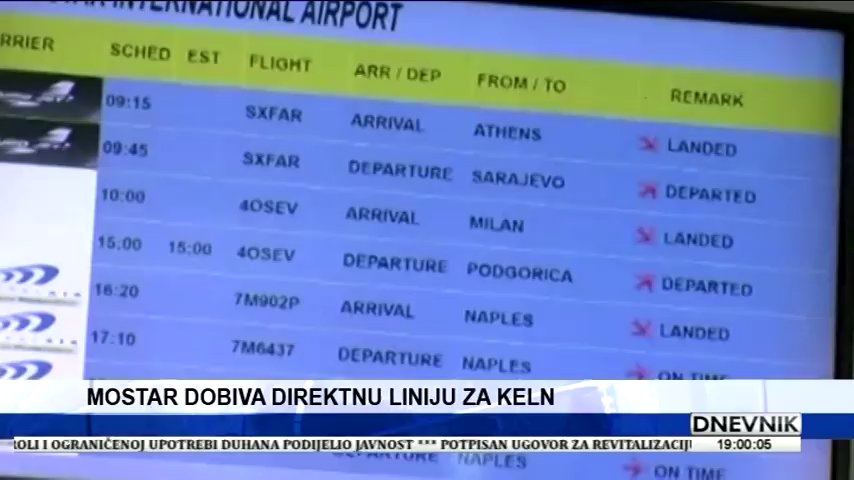 INTERNATIONAL AIRPORT
SCHED EST FLIGHT ARR / DEP FROM / TO REMARK
09:15 SXFAR ARRIVAL ATHENS LANDED
09:45 SXFAR DEPARTURE SARAJEVO DEPARTED
10:00 4OSEV ARRIVAL MILAN LANDED
15:00 15:00 4OSEV DEPARTURE PODGORICA DEPARTED
16:20 7M902P ARRIVAL NAPLES LANDED
17:10 7M6437 DEPARTURE NAPLES ON TIME
MOSTAR DOBIVA DIREKTNU LINIJU ZA KELN
DNEVNIK
ROLI I OGRANIČENOJ UPOTREBI DUHANA PODIJELIO JAVNOST *** POTPISAN UGOVOR ZA REVITALIZACIJU
19:00:05
DEPARTURE NAPLES ON TIME